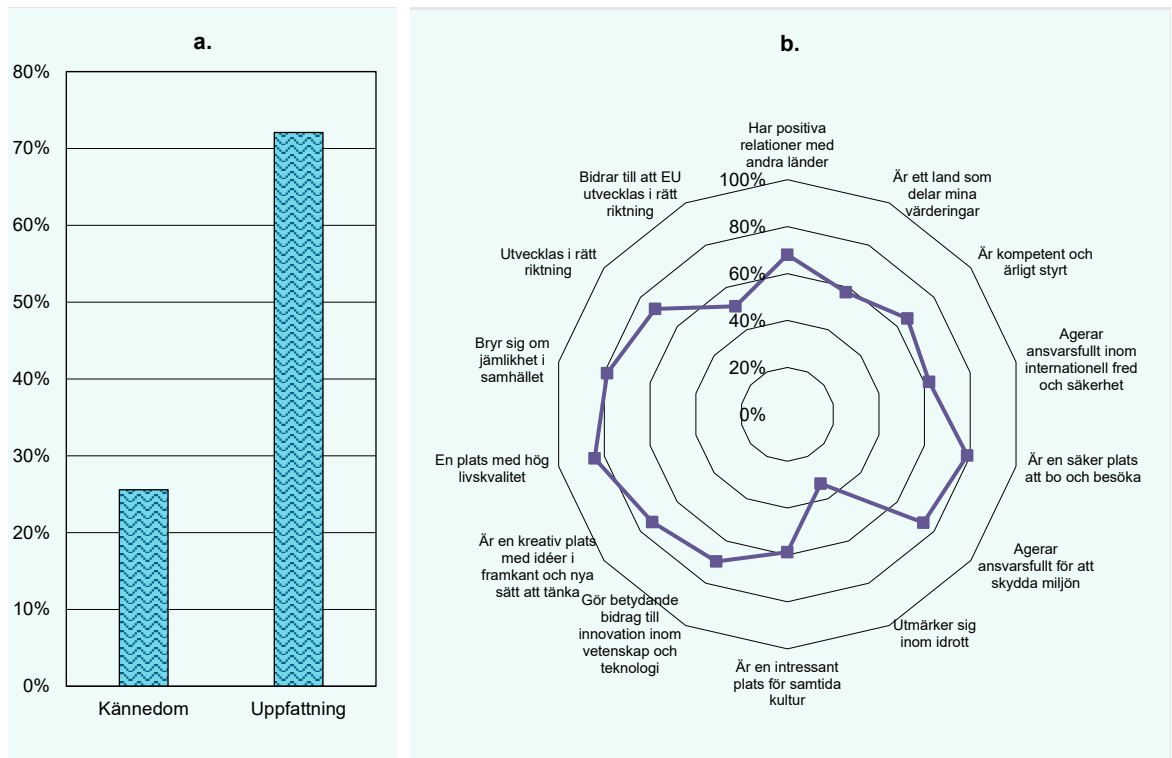 a.
80%
70%
60%
50%
40%
30%
20%
10%
0%
Kännedom
Uppfattning
b.
Har positiva
relationer med
andra länder
Är ett land som
delar mina
värderingar
Är kompetent och
ärligt styrt
Agerar
ansvarsfullt inom
internationell fred
och säkerhet
Är en säker plats
att bo och besöka
Agerar
ansvarsfullt för att
skydda miljön
Utmärker sig
inom idrott
Är en intressant
plats för samtida
kultur
Gör betydande
bidrag till
innovation inom
vetenskap och
teknologi
Är en kreativ plats
med idéer i
framkant och nya
sätt att tänka
En plats med hög
livskvalitet
Bryr sig om
jämlikhet i
samhället
Utvecklas i rätt
riktning
Bidrar till att EU
utvecklas i rätt
riktning
100%
80%
60%
40%
20%
0%